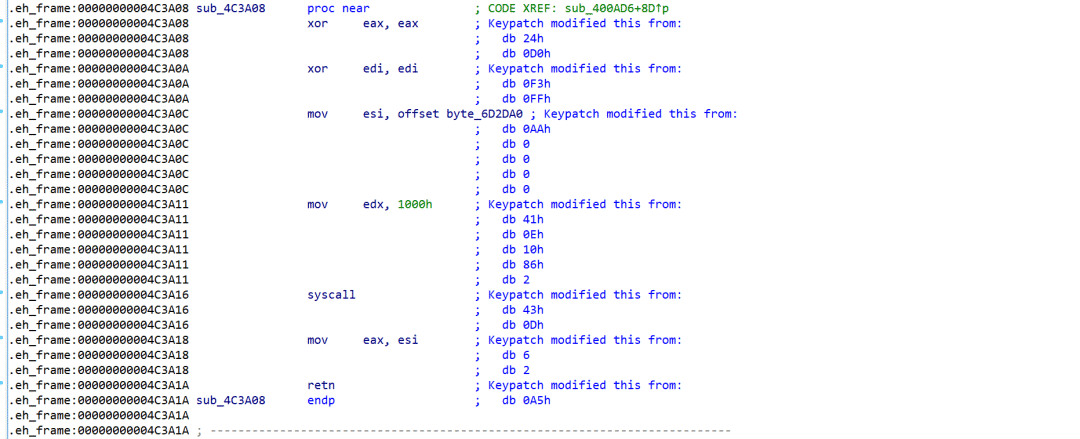 .eh_frame:00000000004C3A08 sub_4C3A08 proc near ; CODE XREF: sub_400AD6+8D↑p
.eh_frame:00000000004C3A08 xor eax, eax ; Keypatch modified this from:
.eh_frame:00000000004C3A08 ; db 24h
.eh_frame:00000000004C3A08 ; db 0D0h
.eh_frame:00000000004C3A0A xor edi, edi ; Keypatch modified this from:
.eh_frame:00000000004C3A0A ; db 0F3h
.eh_frame:00000000004C3A0A ; db 0FFh
.eh_frame:00000000004C3A0C mov esi, offset byte_6D2DA0 ; Keypatch modified this from:
.eh_frame:00000000004C3A0C ; db 0AAh
.eh_frame:00000000004C3A0C ; db 0
.eh_frame:00000000004C3A0C ; db 0
.eh_frame:00000000004C3A0C ; db 0
.eh_frame:00000000004C3A0C ; db 0
.eh_frame:00000000004C3A11 mov edx, 1000h ; Keypatch modified this from:
.eh_frame:00000000004C3A11 ; db 41h
.eh_frame:00000000004C3A11 ; db 0Eh
.eh_frame:00000000004C3A11 ; db 10h
.eh_frame:00000000004C3A11 ; db 86h
.eh_frame:00000000004C3A11 ; db 2
.eh_frame:00000000004C3A16 syscall ; Keypatch modified this from:
.eh_frame:00000000004C3A16 ; db 43h
.eh_frame:00000000004C3A16 ; db 0Dh
.eh_frame:00000000004C3A18 mov eax, esi ; Keypatch modified this from:
.eh_frame:00000000004C3A18 ; db 6
.eh_frame:00000000004C3A18 ; db 2
.eh_frame:00000000004C3A1A retn ; Keypatch modified this from:
.eh_frame:00000000004C3A1A sub_4C3A08 endp ; db 0A5h
.eh_frame:00000000004C3A1A
.eh_frame:00000000004C3A1A ; ---------------------------------------------------------------------------